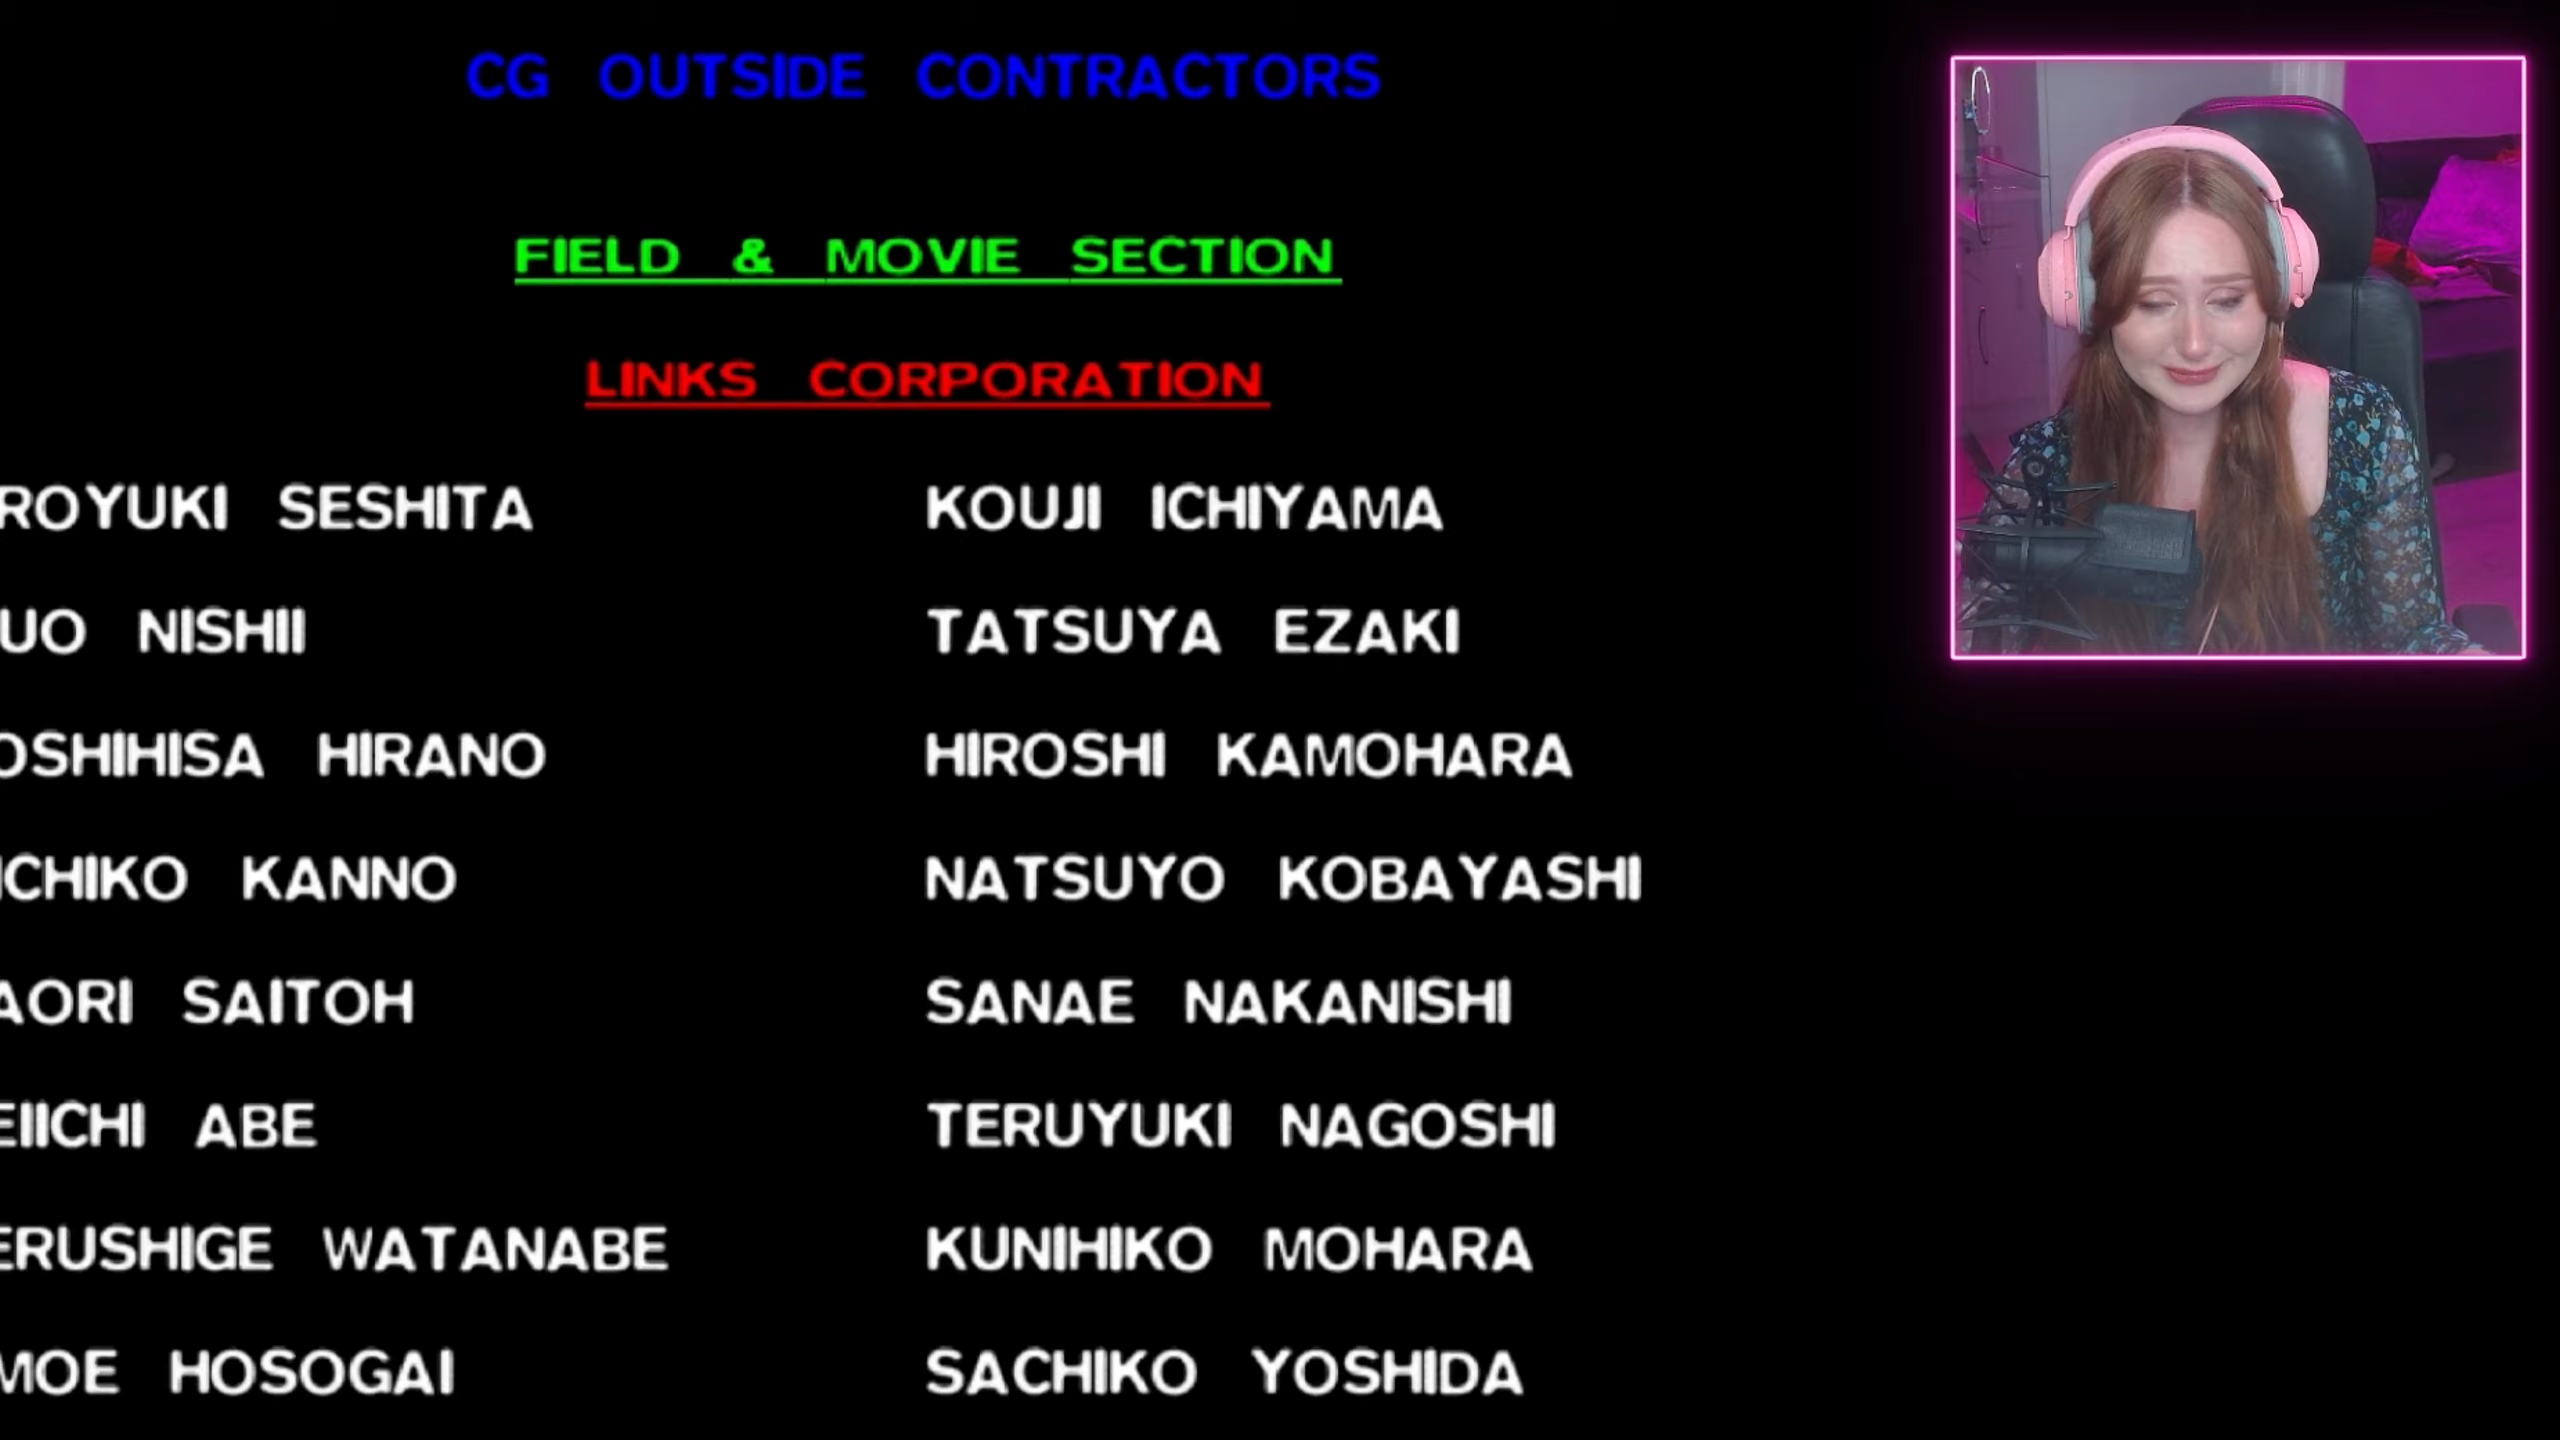 CG OUTSIDE CONTRACTORS
FIELD & MOVIE SECTION
LINKS CORPORATION
ROYUKI SESHITA KOUJI ICHIYAMA
UO NISHII TATSUYA EZAKI
OSHIHISA HIRANO HIROSHI KAMOHARA
ICHIKO KANNO NATSUYO KOBAYASHI
AORI SAITOH SANAE NAKANISHI
EIICHI ABE TERUYUKI NAGOSHI
ERUSHIGE WATANABE KUNIHIKO MOHARA
MOE HOSOGAI SACHIKO YOSHIDA